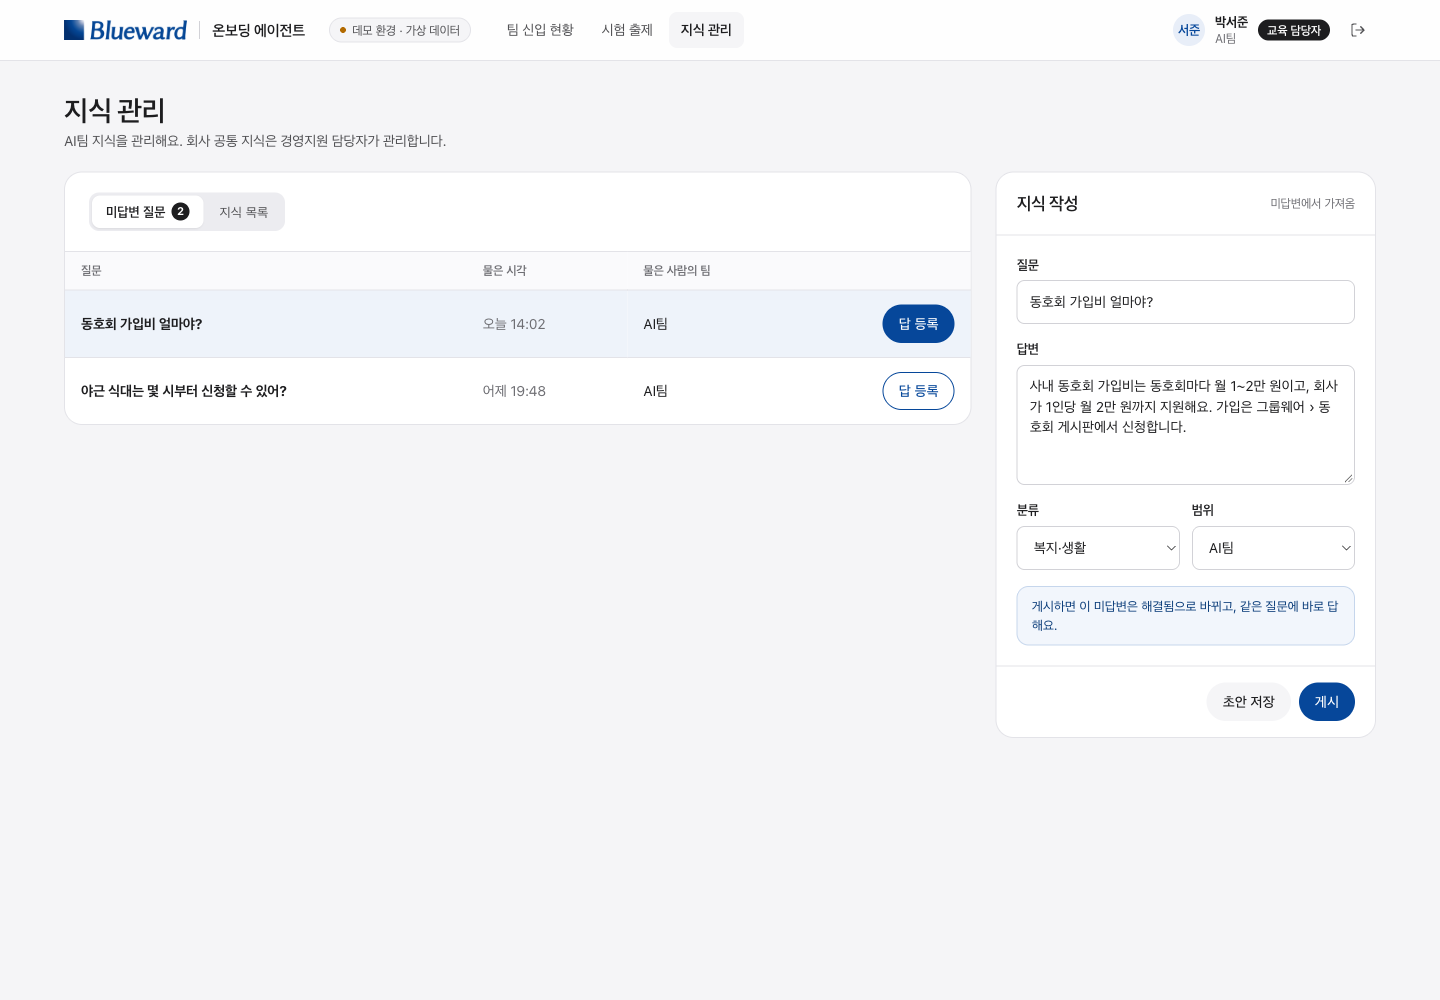 Blueward
온보딩 에이전트
데모 환경 · 가상 데이터
팀 신입 현황
시험 출제
지식 관리
서준
박서준
AI팀
교육 담당자
지식 관리
AI팀 지식을 관리해요. 회사 공통 지식은 경영지원 담당자가 관리합니다.
미답변 질문 2
지식 목록
질문 물은 시각 물은 사람의 팀
동호회 가입비 얼마야? 오늘 14:02 AI팀 답 등록
야근 식대는 몇 시부터 신청할 수 있어? 어제 19:48 AI팀 답 등록
지식 작성
미답변에서 가져옴
질문
동호회 가입비 얼마야?
답변
사내 동호회 가입비는 동호회마다 월 1~2만 원이고, 회사
가 1인당 월 2만 원까지 지원해요. 가입은 그룹웨어 › 동
호회 게시판에서 신청합니다.
분류 범위
복지·생활 AI팀
게시하면 이 미답변은 해결됨으로 바뀌고, 같은 질문에 바로 답
해요.
초안 저장 게시